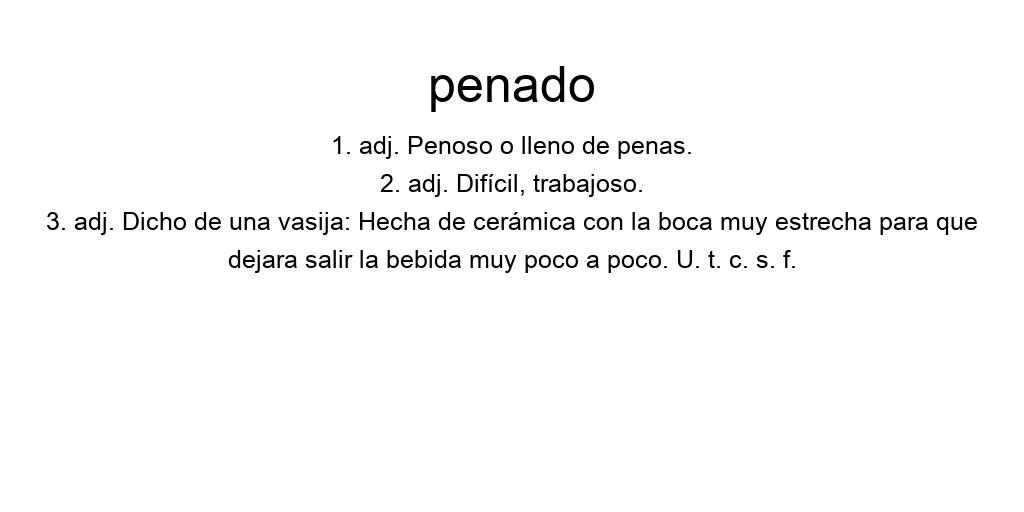 penado
1. adj. Penoso o lleno de penas.
2. adj. Difícil, trabajoso.
3. adj. Dicho de una vasija: Hecha de cerámica con la boca muy estrecha para que
dejara salir la bebida muy poco a poco. U. t. c. s. f.